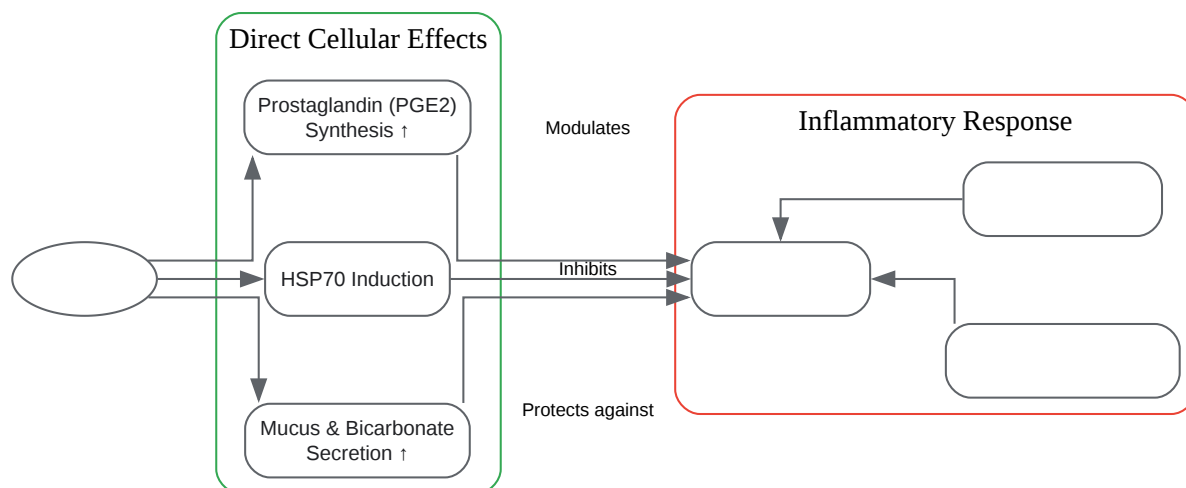 Direct Cellular Effects
Prostaglandin (PGE2)
Synthesis ↑
Modulates
Inflammatory Response
HSP70 Induction
Inhibits
Mucus & Bicarbonate
Secretion ↑
Protects against